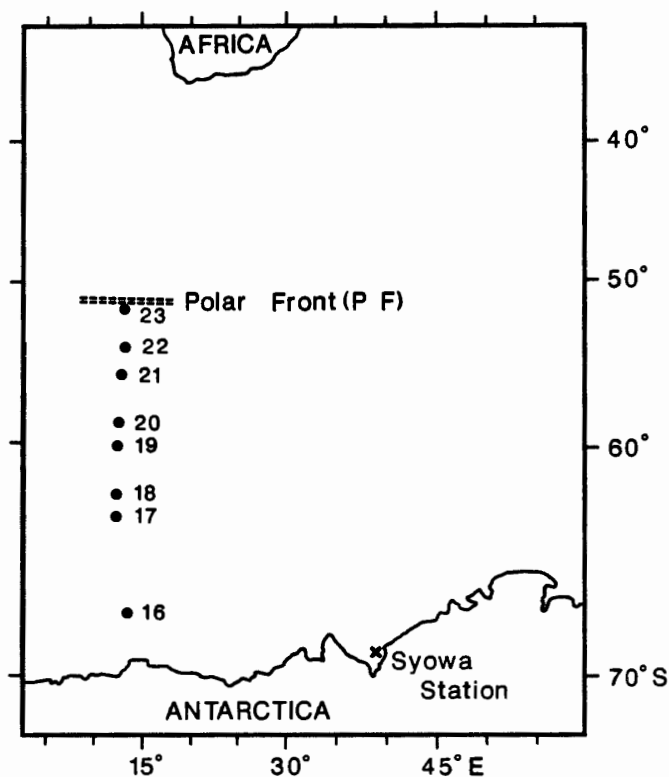 AFRICA
40°
50°
Polar Front (P F)
23
22
21
20
19
60°
18
17
16
Syowa
Station
70°S
ANTARCTICA
15°
30°
45°E